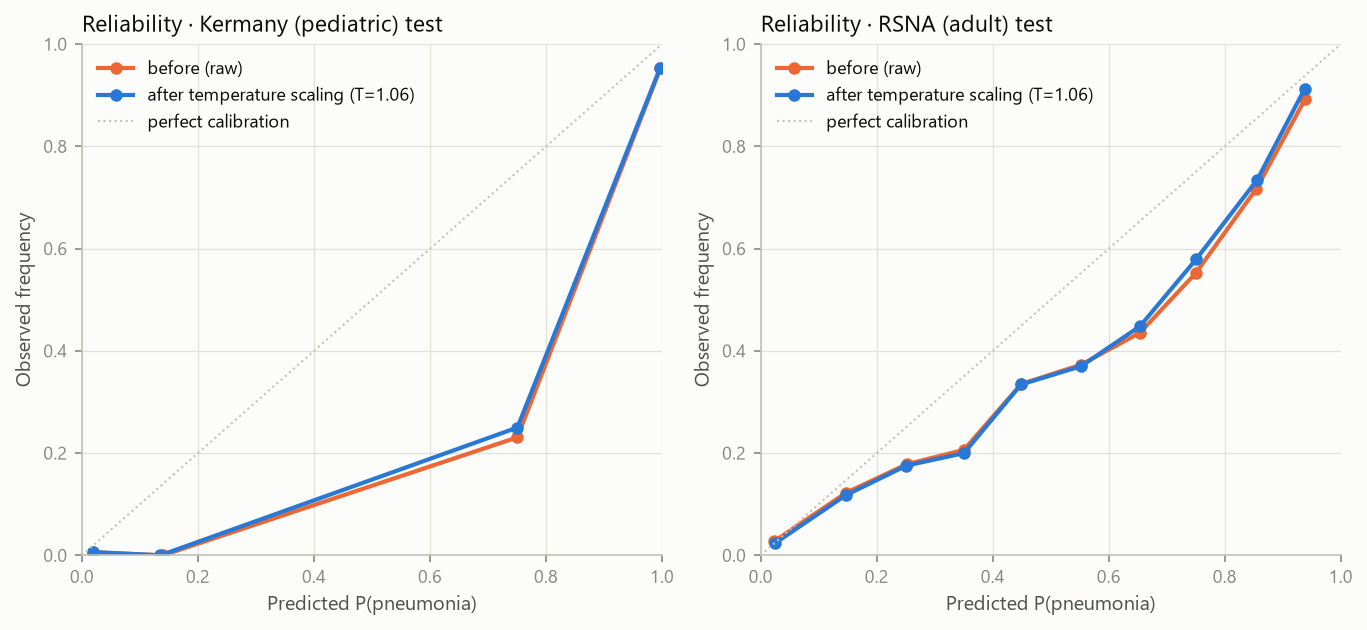 Reliability · Kermany (pediatric) test
1.0
0.8
0.6
0.4
0.2
0.0
before (raw)
after temperature scaling (T=1.06)
perfect calibration
Observed frequency
0.0 0.2 0.4 0.6 0.8 1.0
Predicted P(pneumonia)
Reliability · RSNA (adult) test
1.0
0.8
0.6
0.4
0.2
0.0
before (raw)
after temperature scaling (T=1.06)
perfect calibration
Observed frequency
0.0 0.2 0.4 0.6 0.8 1.0
Predicted P(pneumonia)